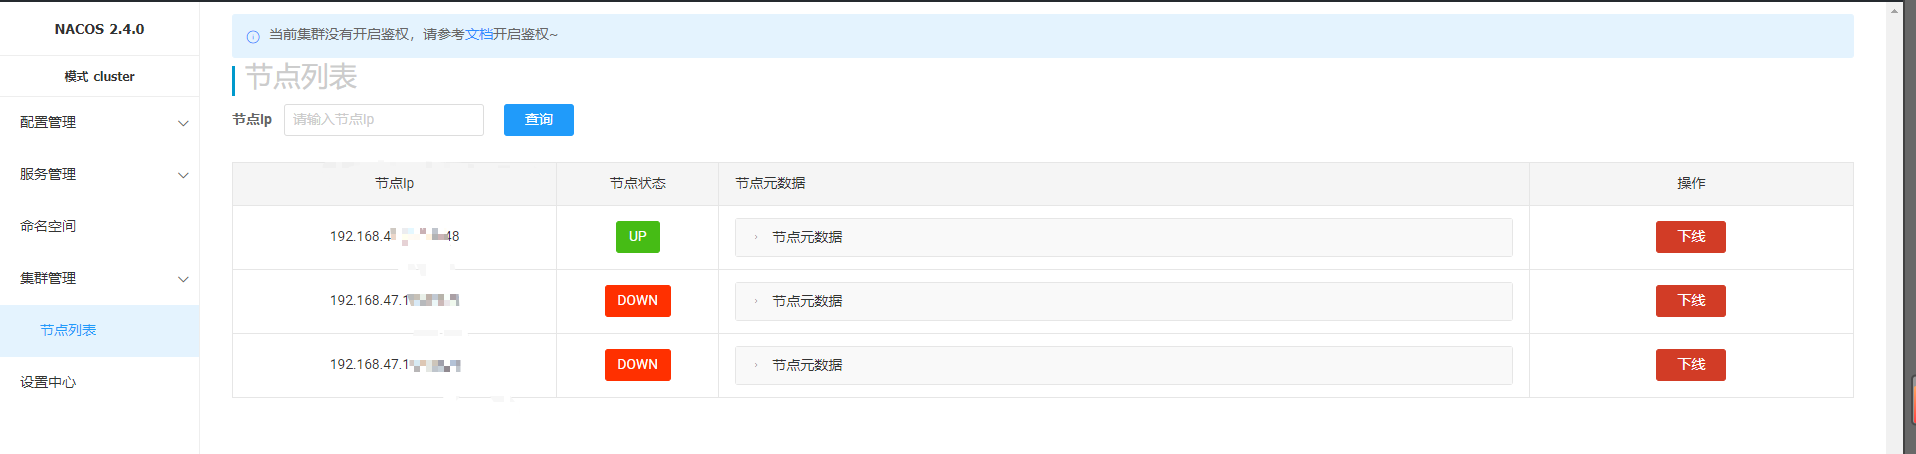 NACOS 2.4.0
模式 cluster
配置管理
服务管理
命名空间
集群管理
节点列表
设置中心
当前集群没有开启鉴权，请参考文档开启鉴权~
节点列表
节点Ip 请输入节点Ip 查询
节点Ip 节点状态 节点元数据 操作
192.168.4 48 UP 节点元数据 下线
192.168.47.1 DOWN 节点元数据 下线
192.168.47.1 DOWN 节点元数据 下线